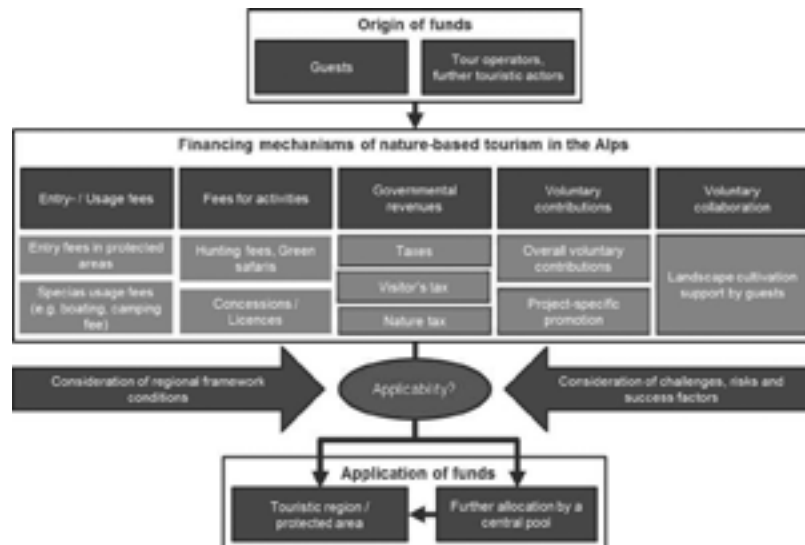 Origin of funds
Guests
Tour operators,
further touristic actors
Financing mechanisms of nature-based tourism in the Alps
Entry- / Usage fees
Fees for activities
Governmental
revenues
Voluntary
contributions
Voluntary
collaboration
Entry fees in protected
areas
Hunting fees, Green
safaris
Taxes
Overall voluntary
contributions
Landscape cultivation
support by guests
Specias usage fees
(e.g. boating, camping
fee)
Concessions /
Licences
Visitor's tax
Nature tax
Project-specific
promotion
Consideration of regional framework
conditions
Applicability?
Consideration of challenges, risks and
success factors
Application of funds
Touristic region /
protected area
Further allocation by a
central pool